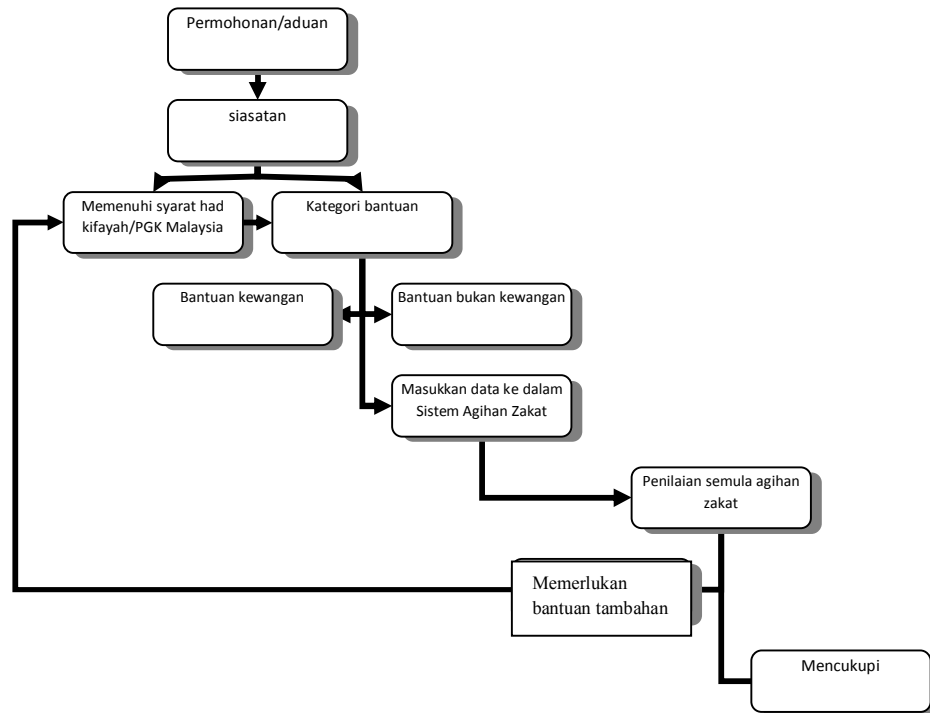 Permohonan/aduan
siasatan
Memenuhi syarat had
kifayah/PGK Malaysia
Kategori bantuan
Bantuan kewangan
Bantuan bukan kewangan
Masukkan data ke dalam
Sistem Agihan Zakat
Penilaian semula agihan
zakat
Memerlukan
bantuan tambahan
Mencukupi